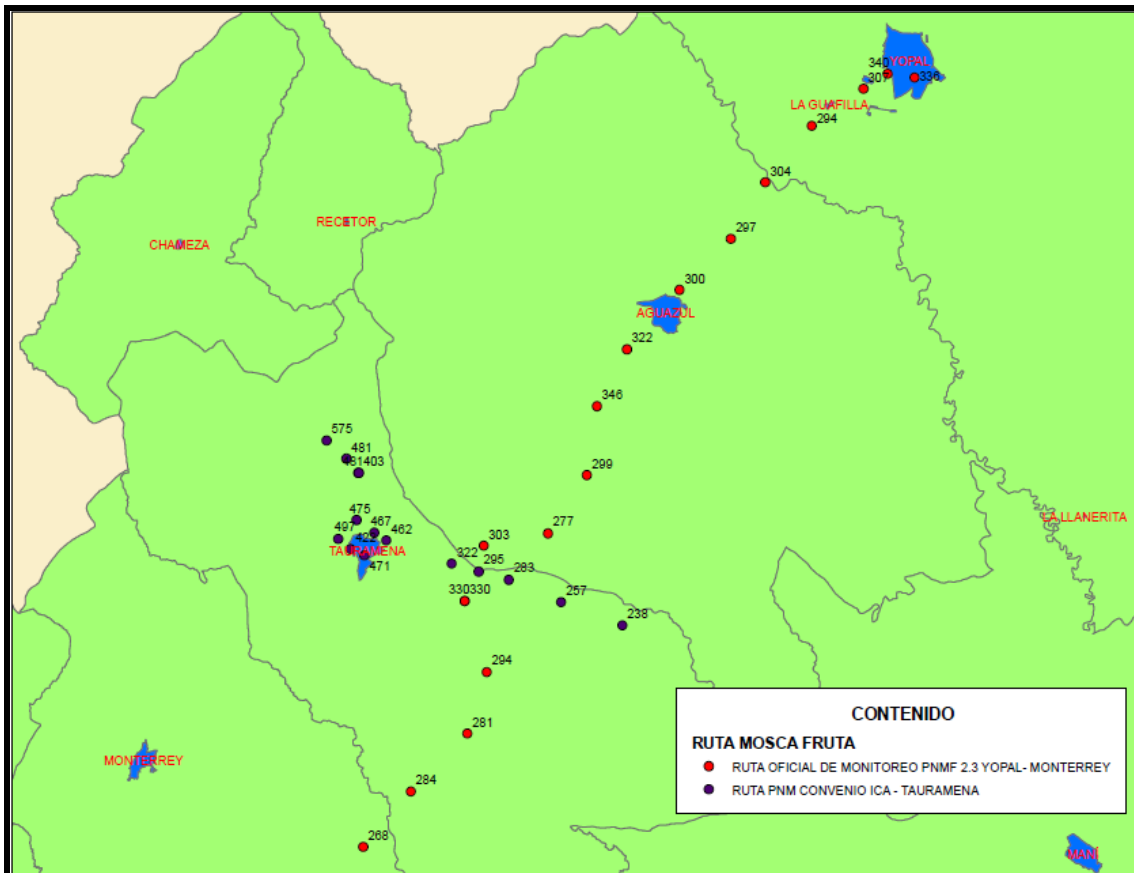 YOPAL
340
336
307
LA GUAFILLA
294
304
297
RECETOR
CHAMEZA
300
AGUAZUL
322
346
575
481
403
299
475
467
497
462
277
303
TAURAMENA
471
322
295
283
LA LLANERITA
330330
257
238
294
281
MONTERREY
284
268
MANÍ
CONTENIDO
RUTA MOSCA FRUTA
RUTA OFICIAL DE MONITOREO PNMF 2.3 YOPAL- MONTERREY
RUTA PNM CONVENIO ICA - TAURAMENA